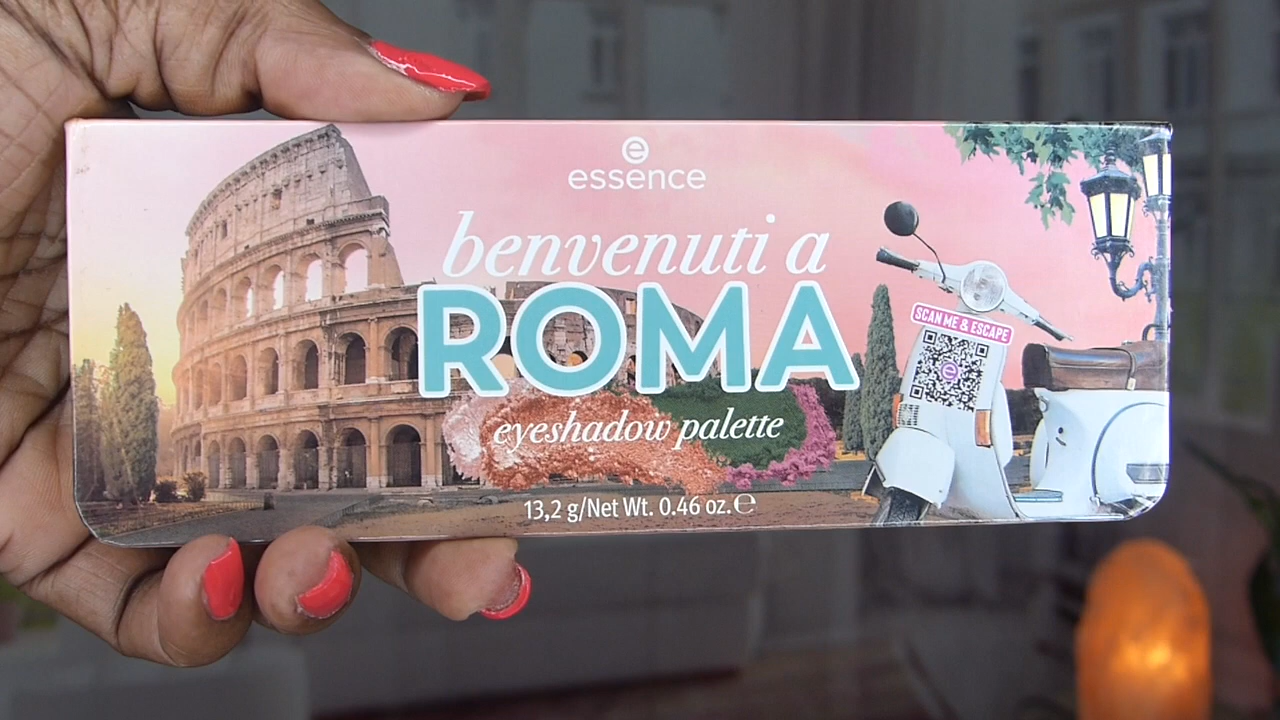 e
essence
benvenuti a
ROMA
eyeshadow palette
13,2 g/Net Wt. 0.46 oz. ℮
SCAN ME & ESCAPE
e